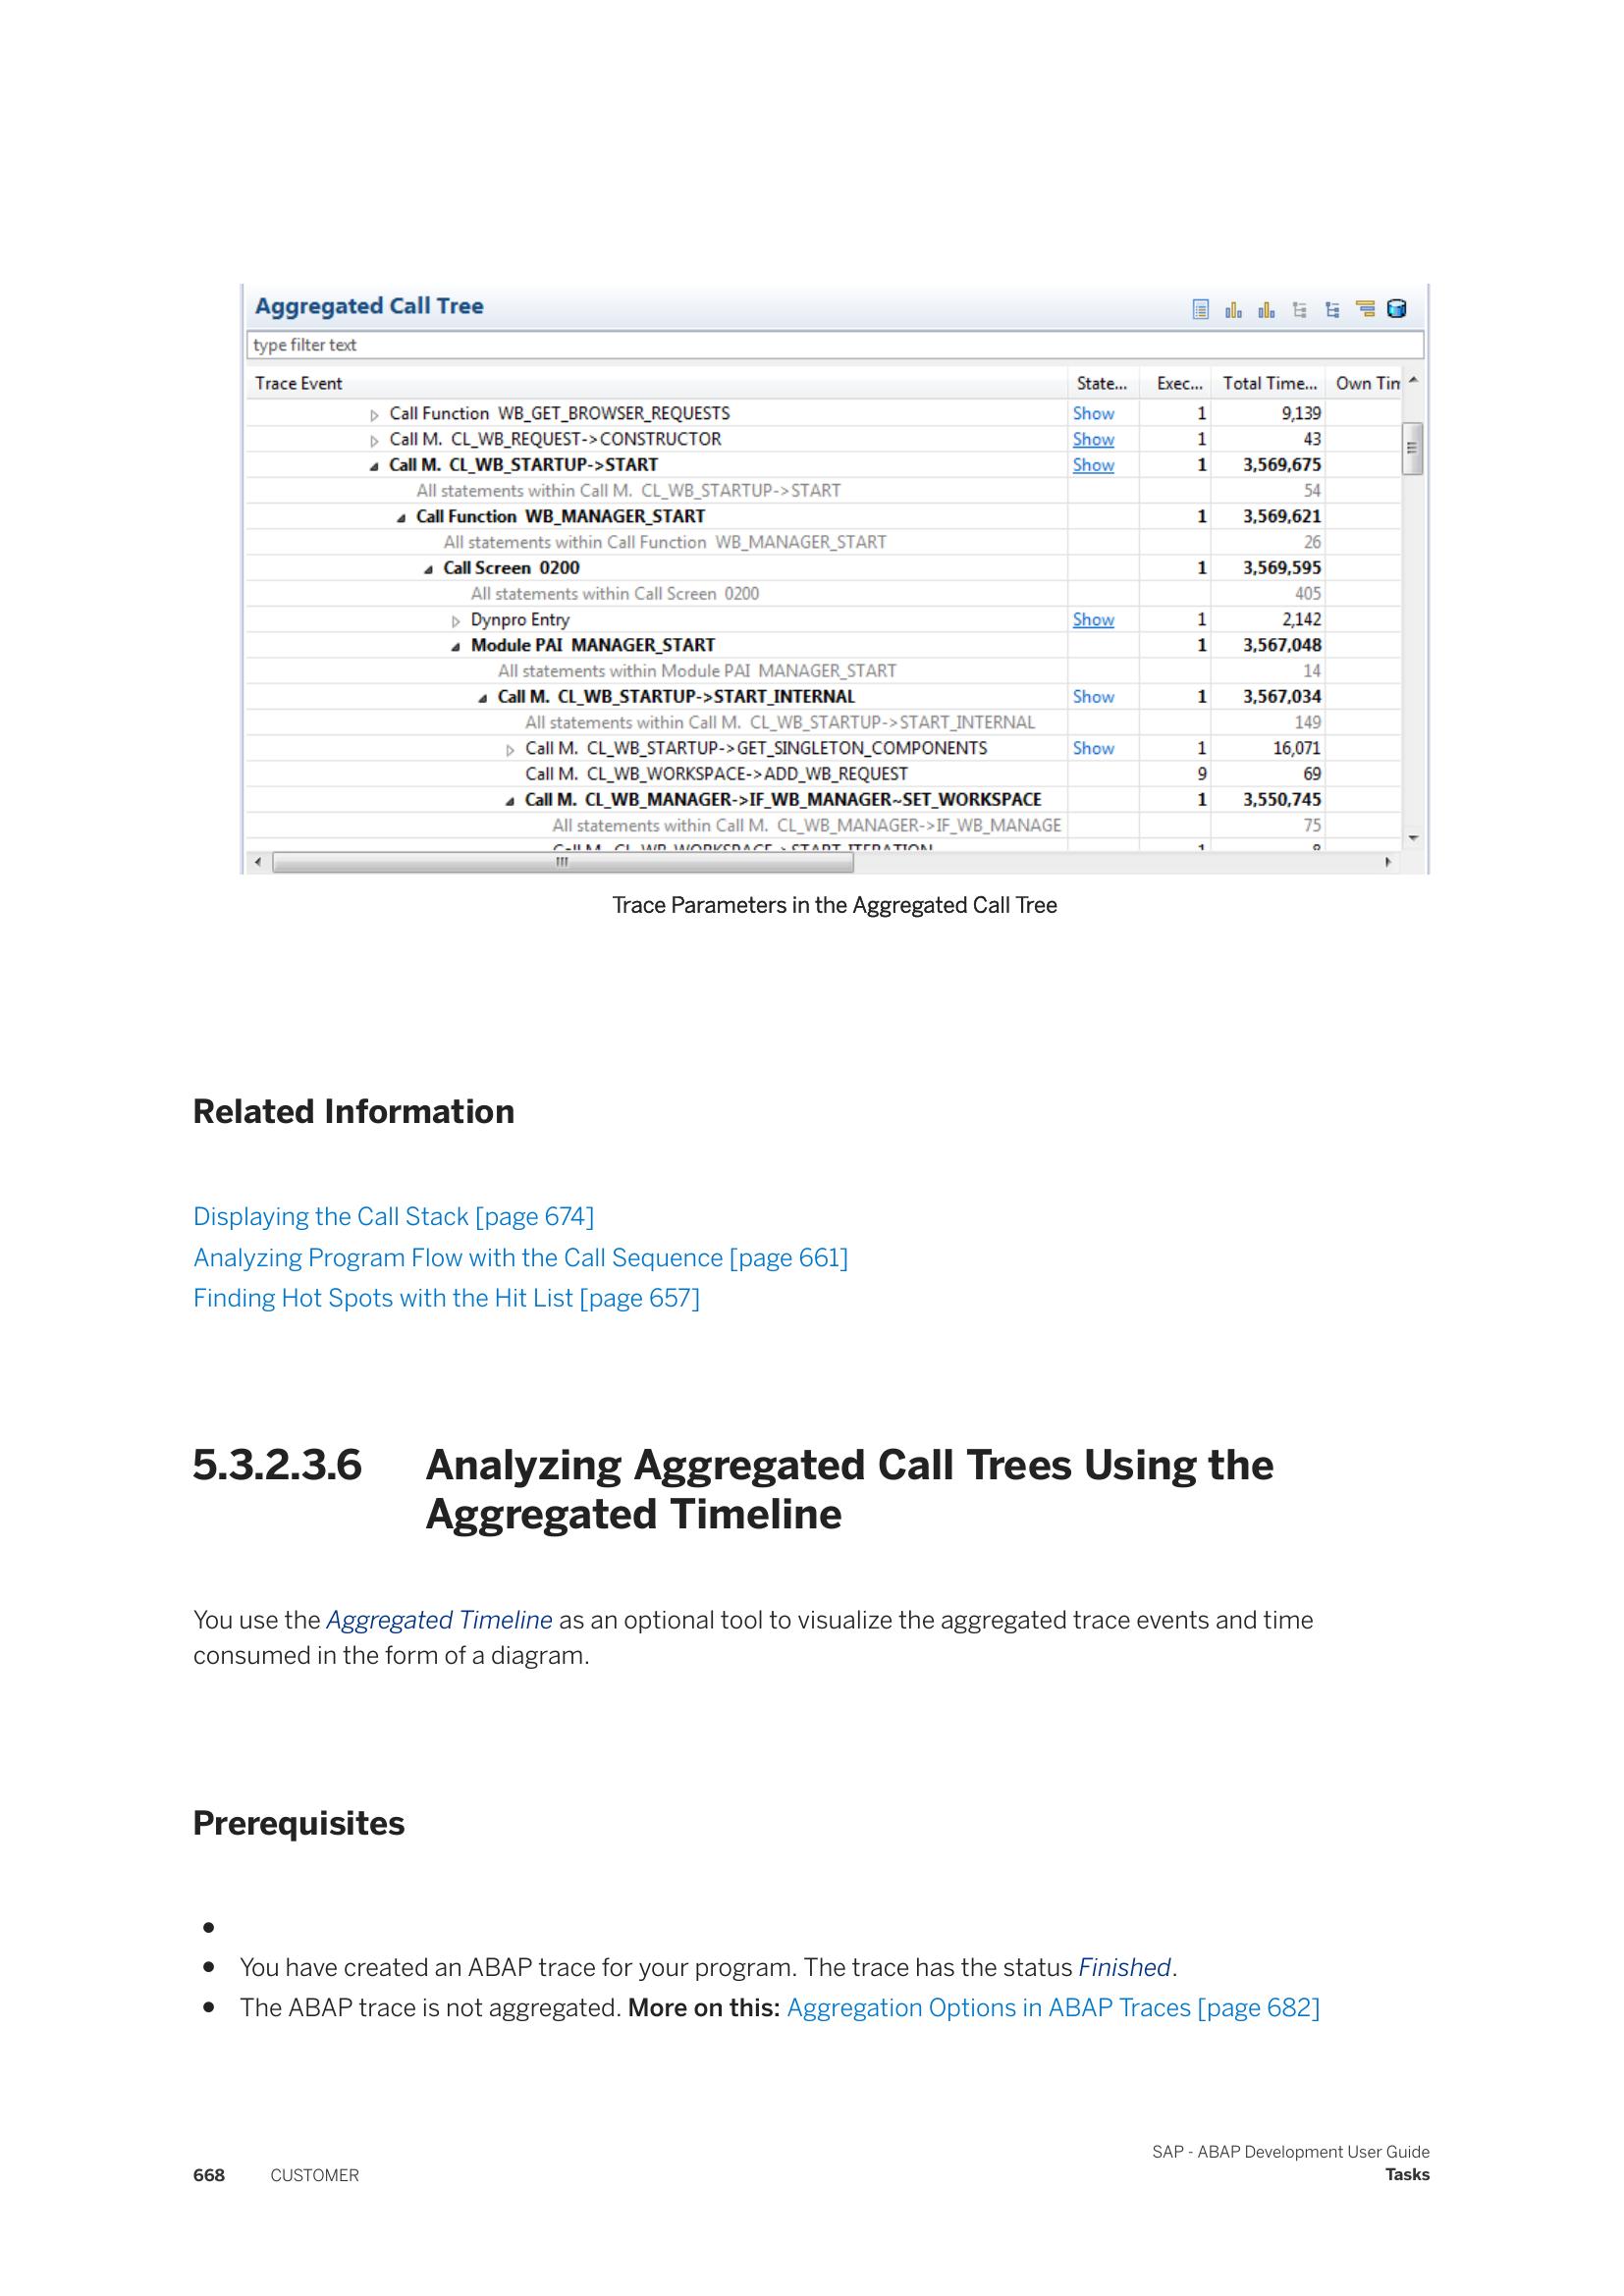 Aggregated Call Tree
type filter text
Trace Event State... Exec... Total Time... Own Tim
Call Function WB_GET_BROWSER_REQUESTS Show 1 9,139
Call M. CL_WB_REQUEST->CONSTRUCTOR Show 1 43
Call M. CL_WB_STARTUP->START Show 1 3,569,675
All statements within Call M. CL_WB_STARTUP->START 54
Call Function WB_MANAGER_START 1 3,569,621
All statements within Call Function WB_MANAGER_START 26
Call Screen 0200 1 3,569,595
All statements within Call Screen 0200 405
Dynpro Entry Show 1 2,142
Module PAI MANAGER_START 1 3,567,048
All statements within Module PAI MANAGER_START 14
Call M. CL_WB_STARTUP->START_INTERNAL Show 1 3,567,034
All statements within Call M. CL_WB_STARTUP->START_INTERNAL 149
Call M. CL_WB_STARTUP->GET_SINGLETON_COMPONENTS Show 1 16,071
Call M. CL_WB_WORKSPACE->ADD_WB_REQUEST 9 69
Call M. CL_WB_MANAGER->IF_WB_MANAGER~SET_WORKSPACE 1 3,550,745
All statements within Call M. CL_WB_MANAGER->IF_WB_MANAGE 75
Call M. CL_WB_WORKSPACE->START_ITERATION 1 8
Trace Parameters in the Aggregated Call Tree
Related Information
Displaying the Call Stack [page 674]
Analyzing Program Flow with the Call Sequence [page 661]
Finding Hot Spots with the Hit List [page 657]
5.3.2.3.6 Analyzing Aggregated Call Trees Using the
Aggregated Timeline
You use the Aggregated Timeline as an optional tool to visualize the aggregated trace events and time
consumed in the form of a diagram.
Prerequisites
•
• You have created an ABAP trace for your program. The trace has the status Finished.
• The ABAP trace is not aggregated. More on this: Aggregation Options in ABAP Traces [page 682]
SAP - ABAP Development User Guide
668 CUSTOMER Tasks